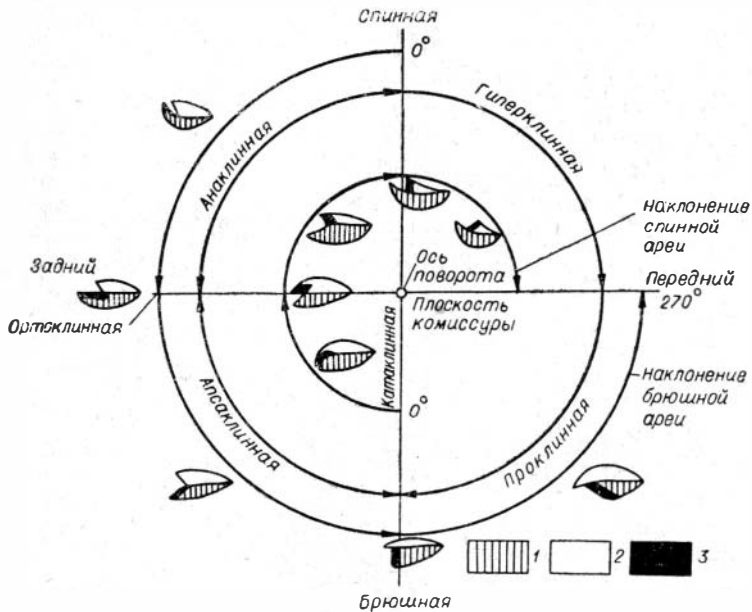 Спинная
0°
Гиперклинная
Анаклинная
Наклонение
спинной
ареи
Ось
поворота
Задний
Передний
270°
Ортоклинная
Плоскость
комиссуры
Катаклинная
0°
Наклонение
брюшной
ареи
Апсаклинная
Проклинная
1
2
3
Брюшная